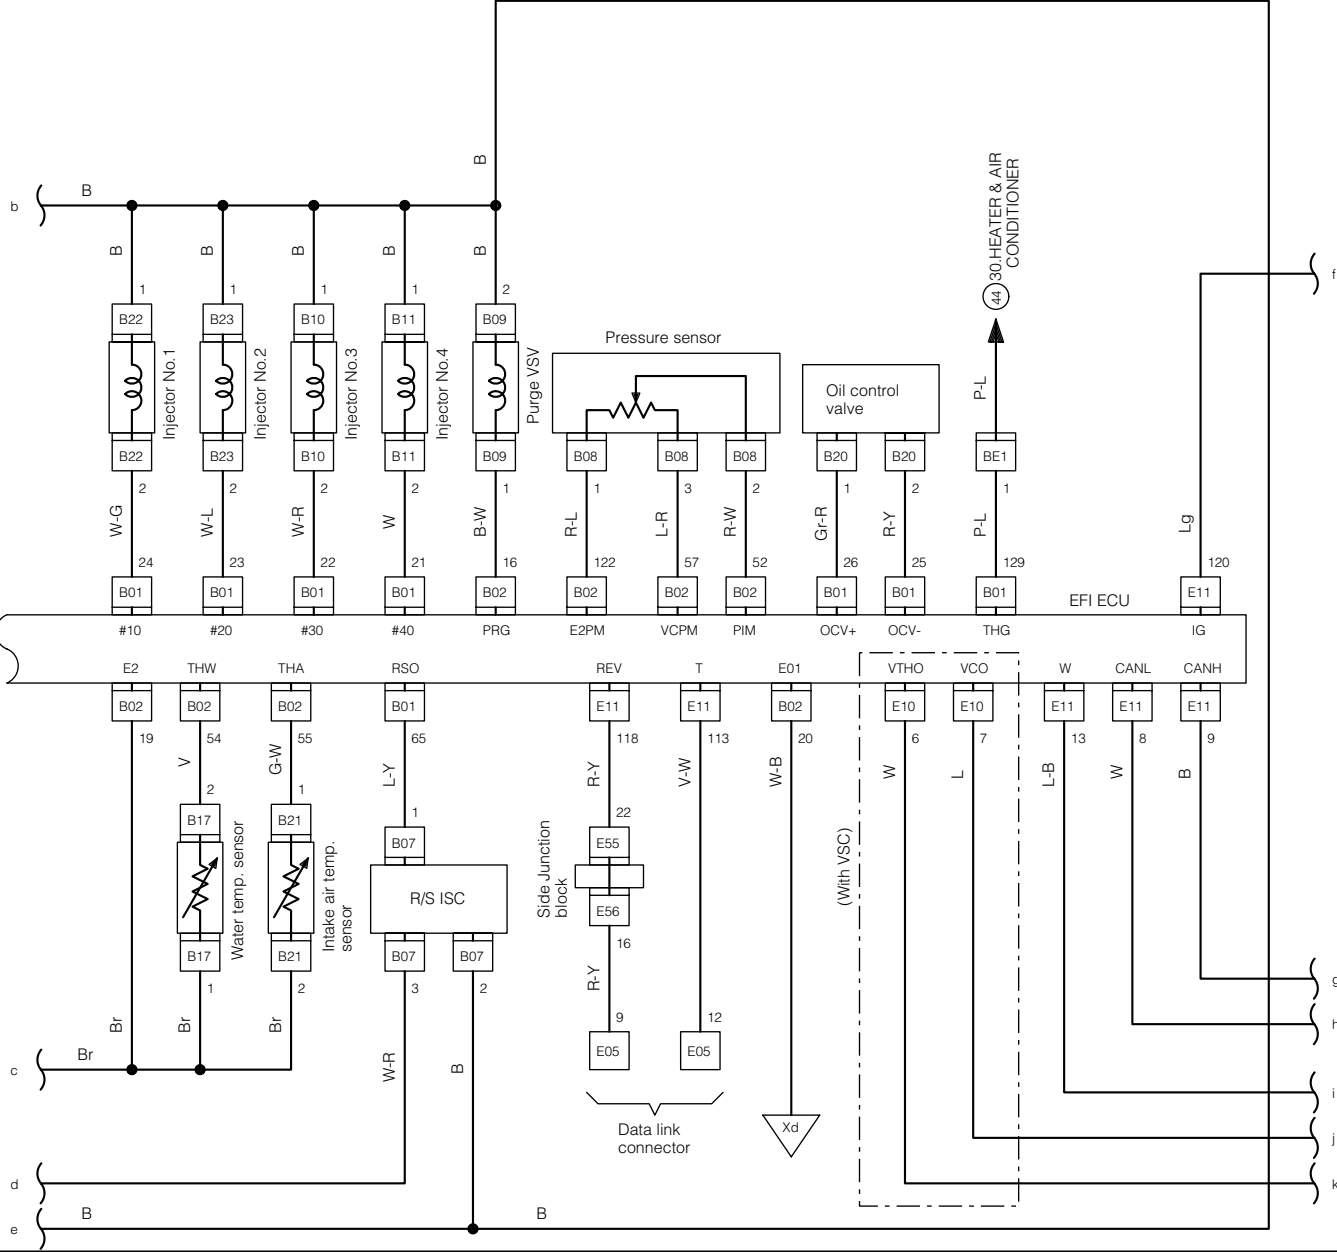 B
b
B
44
30.HEATER & AIR
CONDITIONER
f
B B B B B
1 1 1 1 2
B22 B23 B10 B11 B09
Injector No.1
Injector No.2
Injector No.3
Injector No.4
Purge VSV
Pressure sensor
Oil control
valve
P-L
B22 B23 B10 B11 B09 B08 B08 B08 B20 B20 BE1
2 2 2 2 1 1 3 2 1 2 1
W-G W-L W-R W B-W R-L L-R R-W Gr-R R-Y P-L Lg
24 23 22 21 16 122 57 52 26 25 129 120
B01 B01 B01 B01 B02 B02 B02 B02 B01 B01 B01 E11
EFI ECU
#10 #20 #30 #40 PRG E2PM VCPM PIM OCV+ OCV- THG IG
E2 THW THA RSO REV T E01 VTHO VCO W CANL CANH
B02 B02 B02 B01 E11 E11 B02 E10 E10 E11 E11 E11
19 54 55 65 118 113 20 6 7 13 8 9
V G-W L-Y R-Y V-W W-B W L L-B W B
2 1 1 22
B17 B21 B07 E55
Water temp. sensor
Intake air temp.
sensor
R/S ISC
Side Junction
block
(With VSC)
E56
B17 B21 B07 B07
16
1 2 3 2
R-Y
g
Br Br Br
9 12
h
c
Br
W-R B
E05 E05
i
Data link
connector
Xd
j
d
k
e
B B